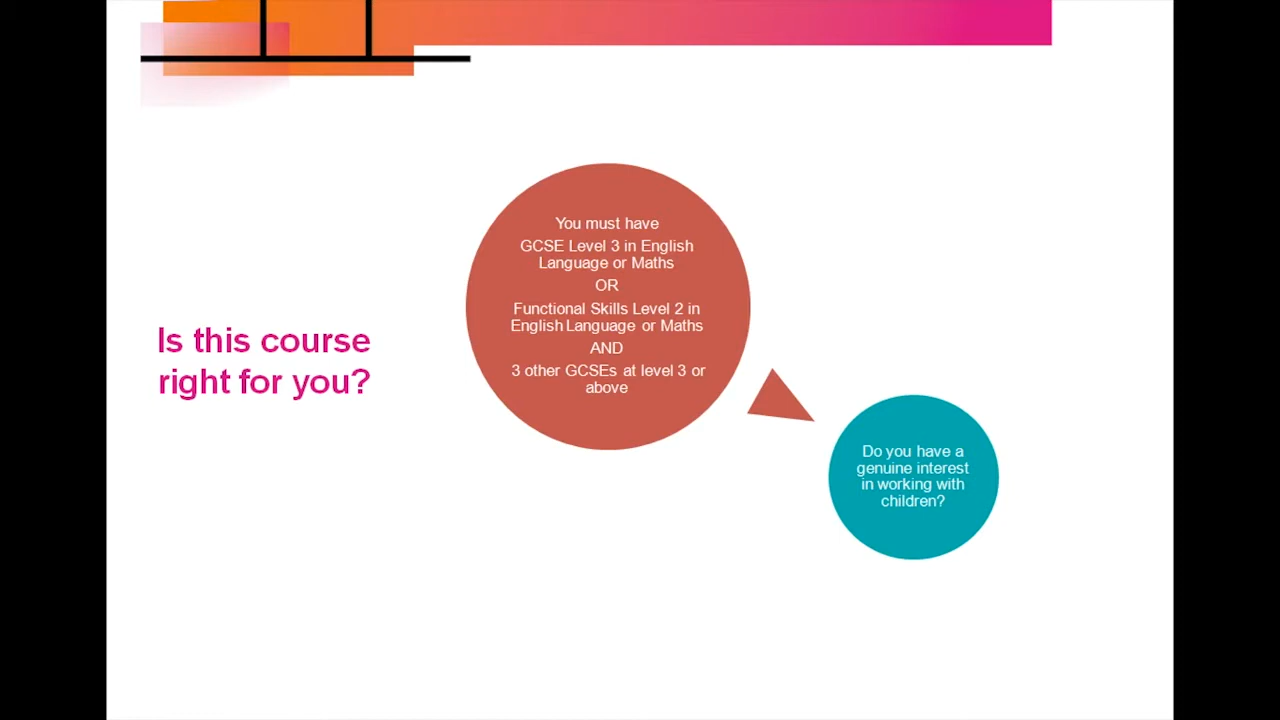 Is this course
right for you?
You must have
GCSE Level 3 in English
Language or Maths
OR
Functional Skills Level 2 in
English Language or Maths
AND
3 other GCSEs at level 3 or
above
Do you have a
genuine interest
in working with
children?